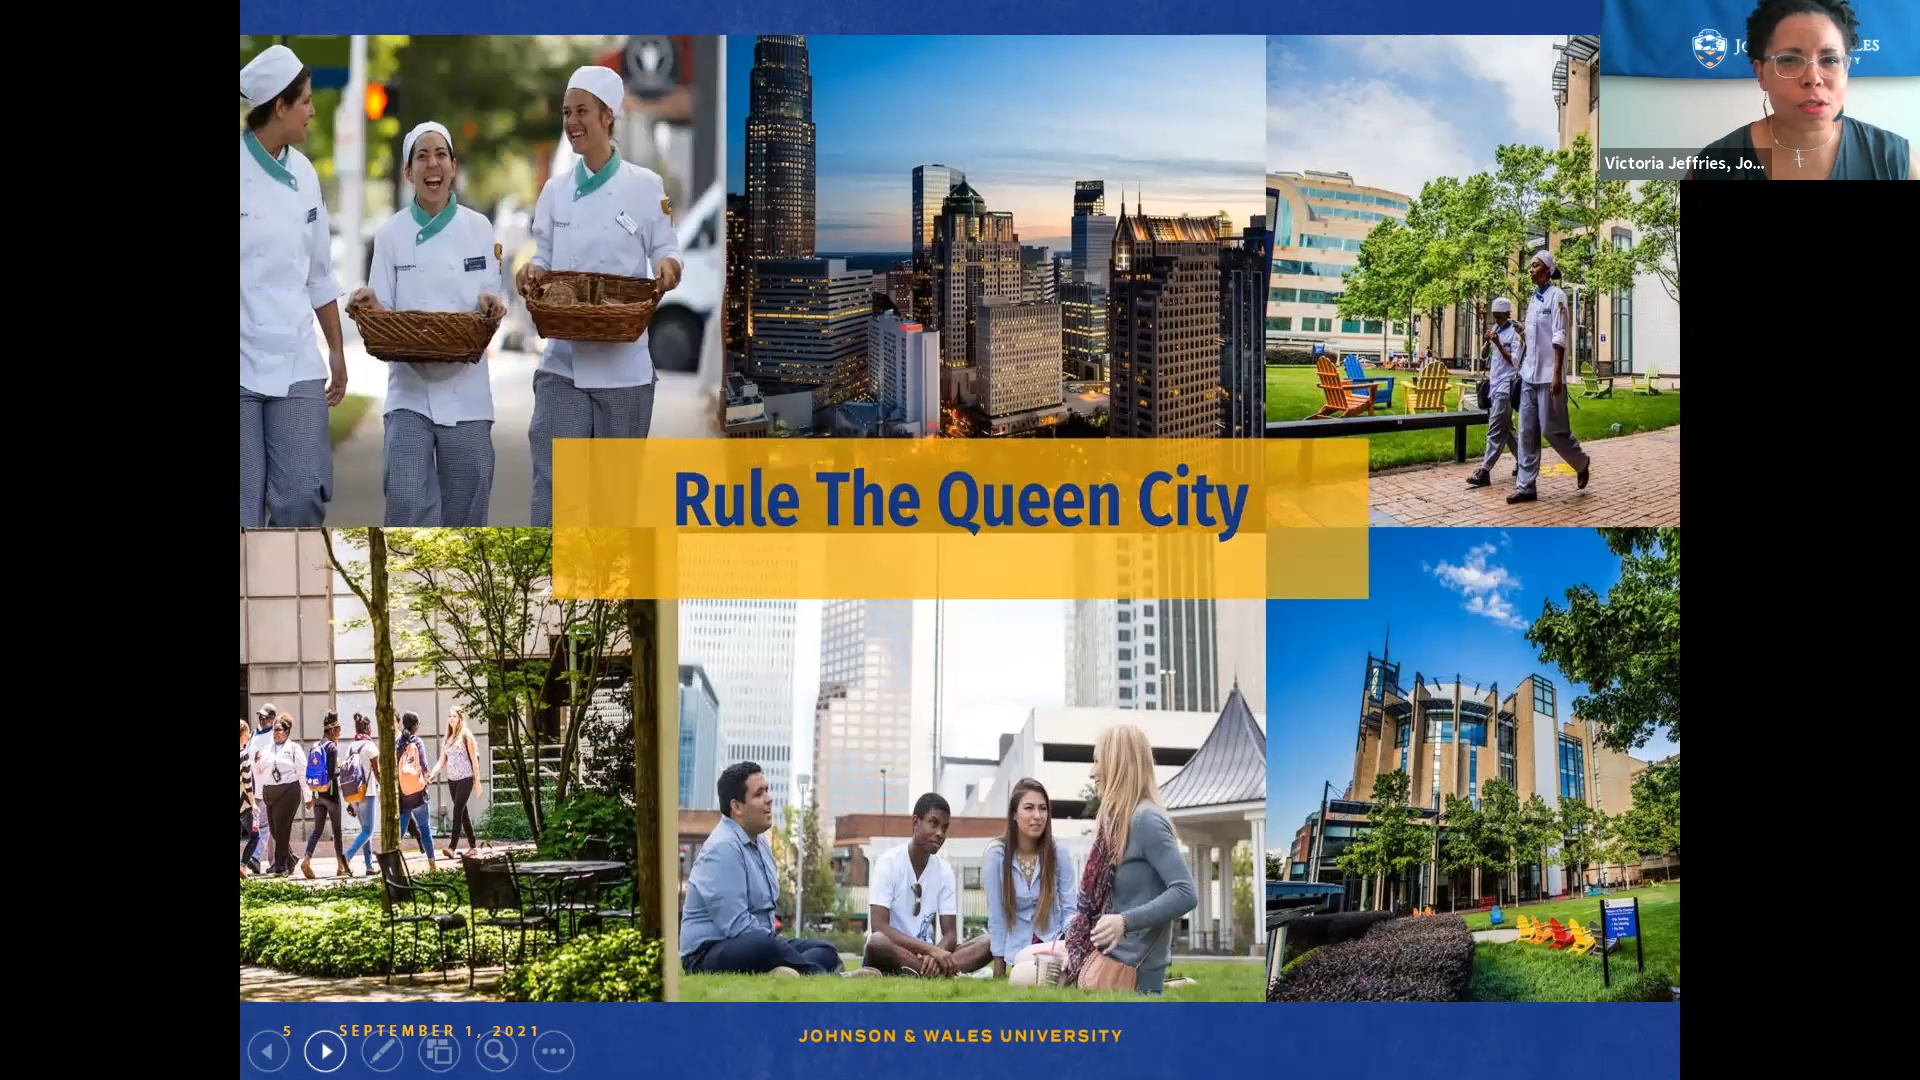 Victoria Jeffries, Jo...
Rule The Queen City
5 SEPTEMBER 1, 2021
JOHNSON & WALES UNIVERSITY